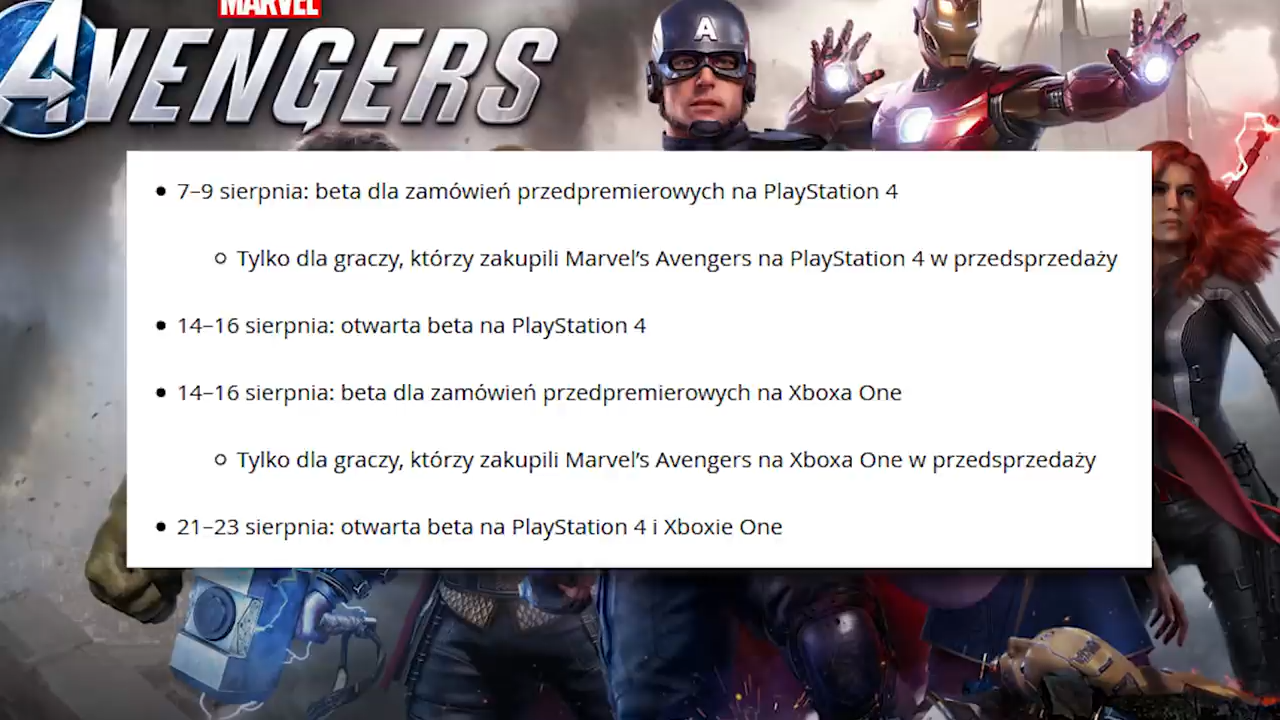 MARVEL
AVENGERS
A
• 7–9 sierpnia: beta dla zamówień przedpremierowych na PlayStation 4
○ Tylko dla graczy, którzy zakupili Marvel’s Avengers na PlayStation 4 w przedsprzedaży
• 14–16 sierpnia: otwarta beta na PlayStation 4
• 14–16 sierpnia: beta dla zamówień przedpremierowych na Xboxa One
○ Tylko dla graczy, którzy zakupili Marvel’s Avengers na Xboxa One w przedsprzedaży
• 21–23 sierpnia: otwarta beta na PlayStation 4 i Xboxie One